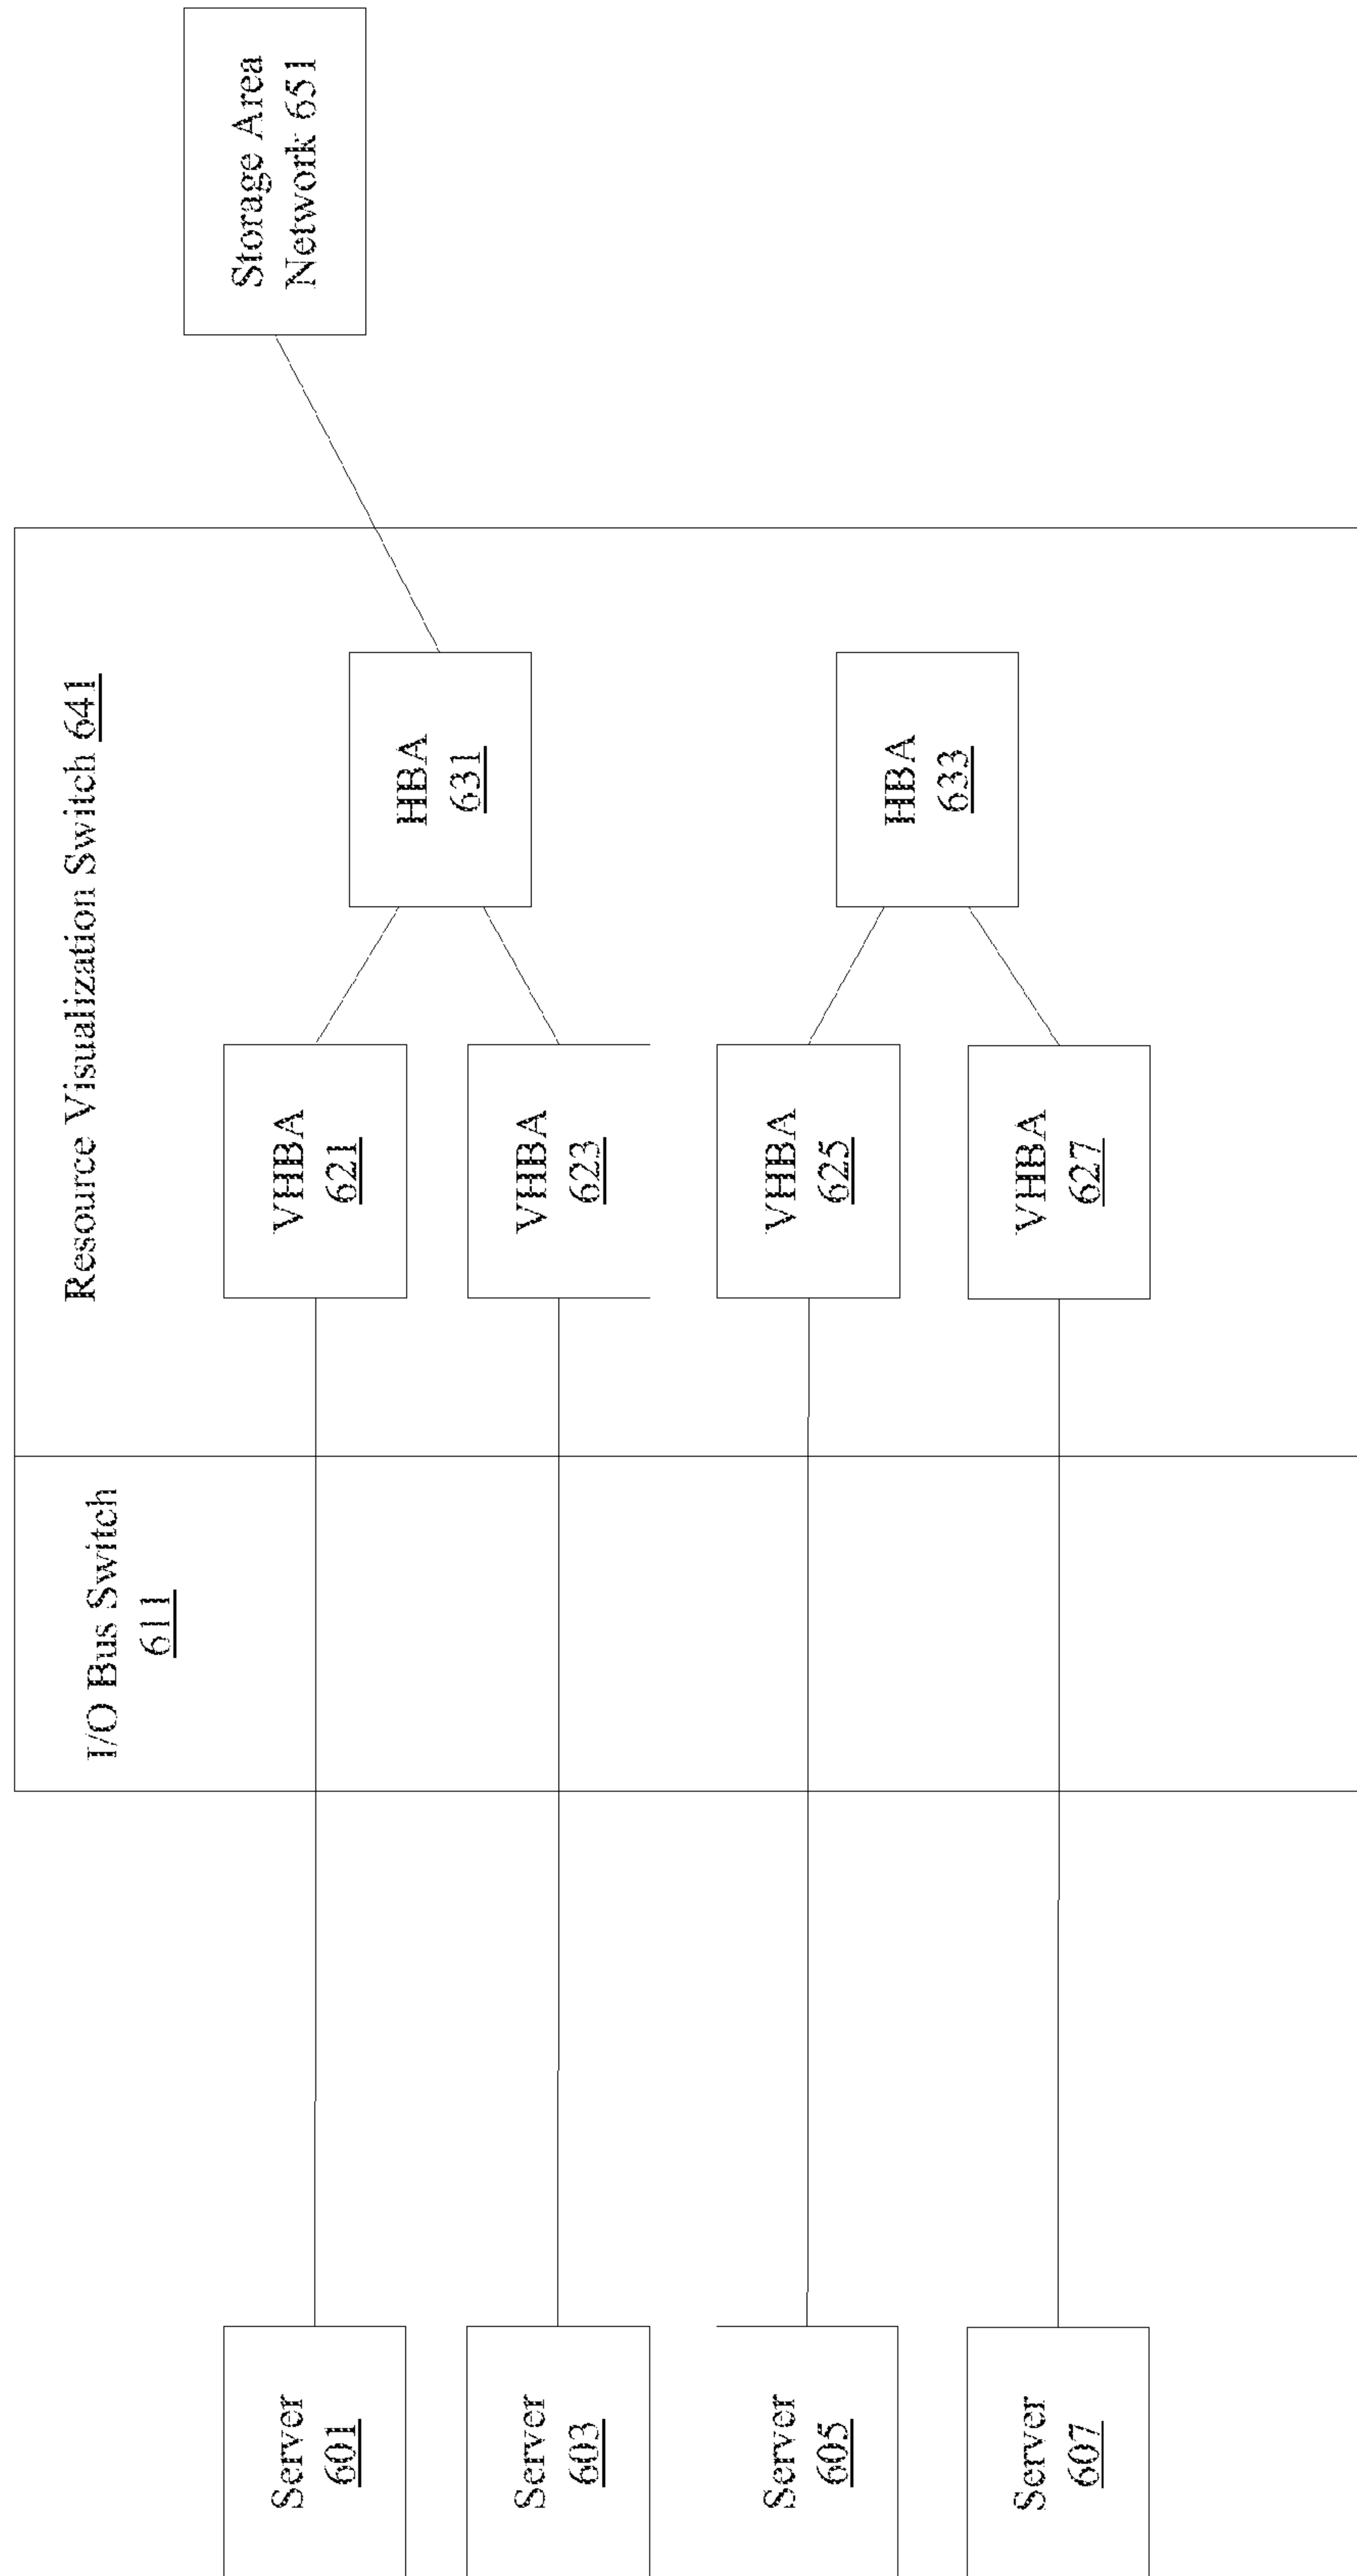 Resource Visualization Switch 641
I/O Bus Switch
611
Storage Area
Network 651
Server
601
VHBA
621
HBA
631
Server
603
VHBA
623
Server
605
VHBA
625
HBA
633
Server
607
VHBA
627